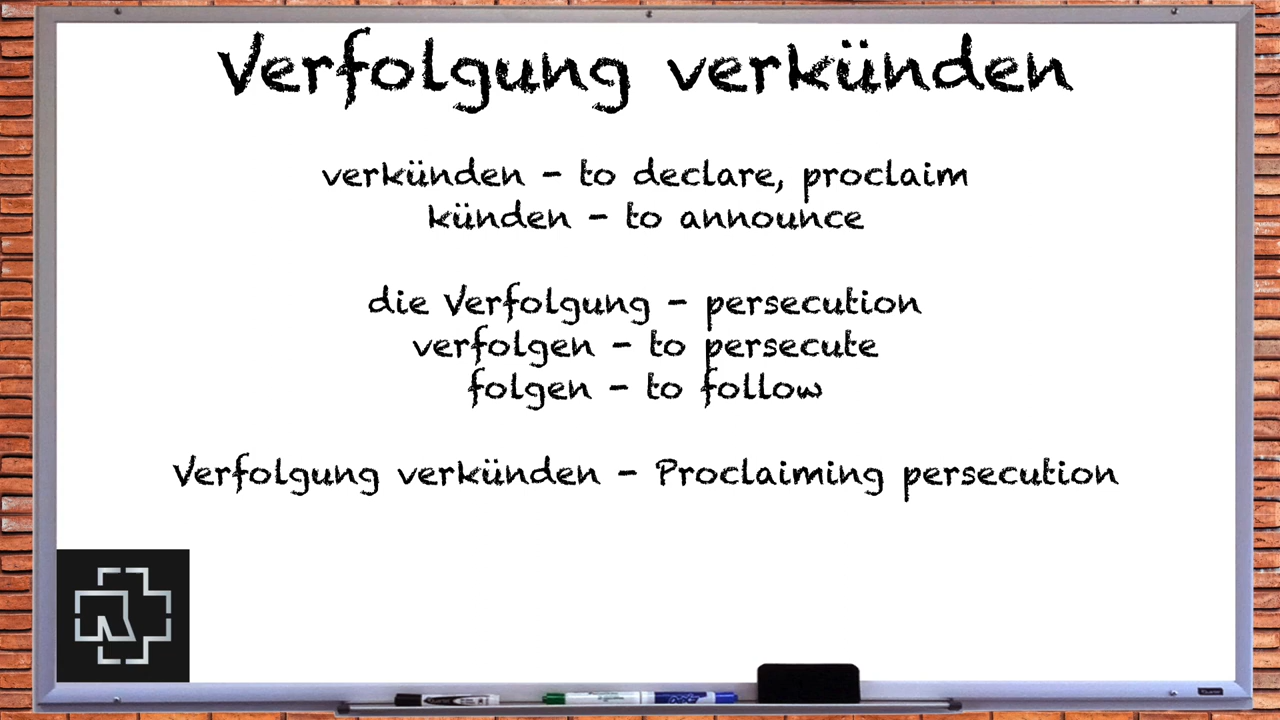 Verfolgung verkünden
verkünden - to declare, proclaim
künden - to announce
die Verfolgung - persecution
verfolgen - to persecute
folgen - to follow
Verfolgung verkünden - Proclaiming persecution